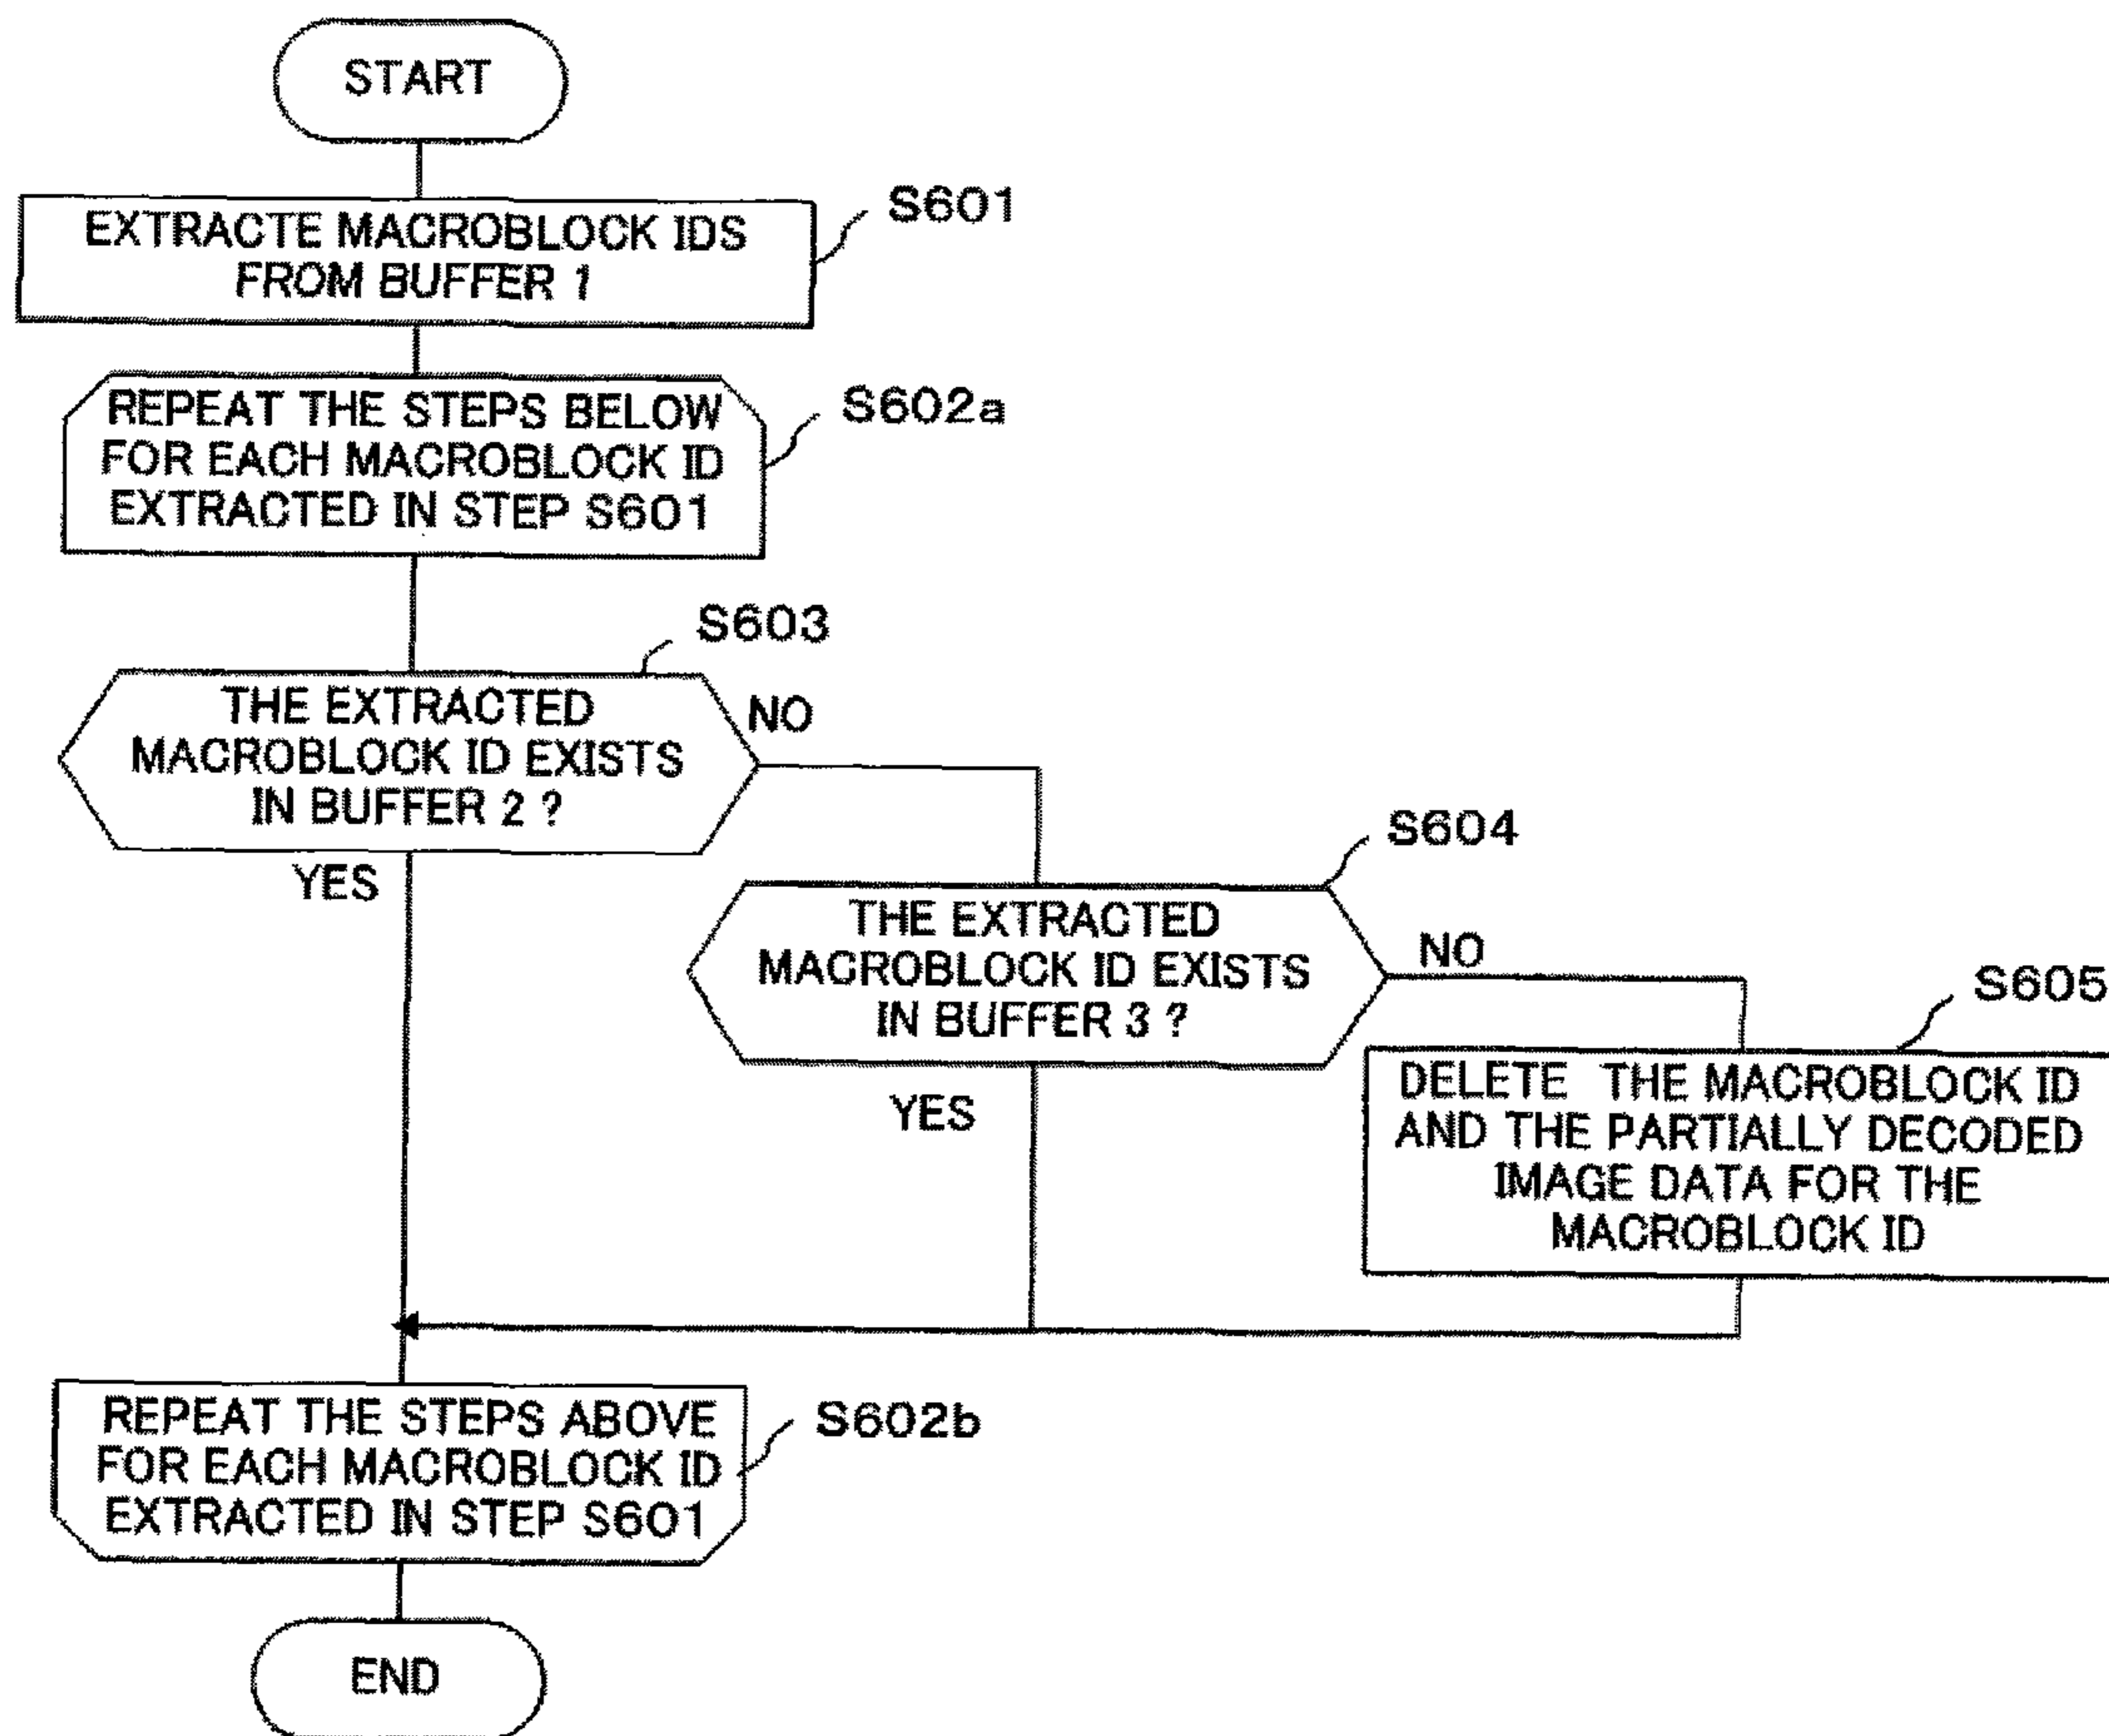 START
EXTRACTE MACROBLOCK IDS
FROM BUFFER 1
S601
REPEAT THE STEPS BELOW
FOR EACH MACROBLOCK ID
EXTRACTED IN STEP S601
S602a
S603
THE EXTRACTED
MACROBLOCK ID EXISTS
IN BUFFER 2 ?
NO
YES
S604
THE EXTRACTED
MACROBLOCK ID EXISTS
IN BUFFER 3 ?
NO
YES
S605
DELETE THE MACROBLOCK ID
AND THE PARTIALLY DECODED
IMAGE DATA FOR THE
MACROBLOCK ID
REPEAT THE STEPS ABOVE
FOR EACH MACROBLOCK ID
EXTRACTED IN STEP S601
S602b
END